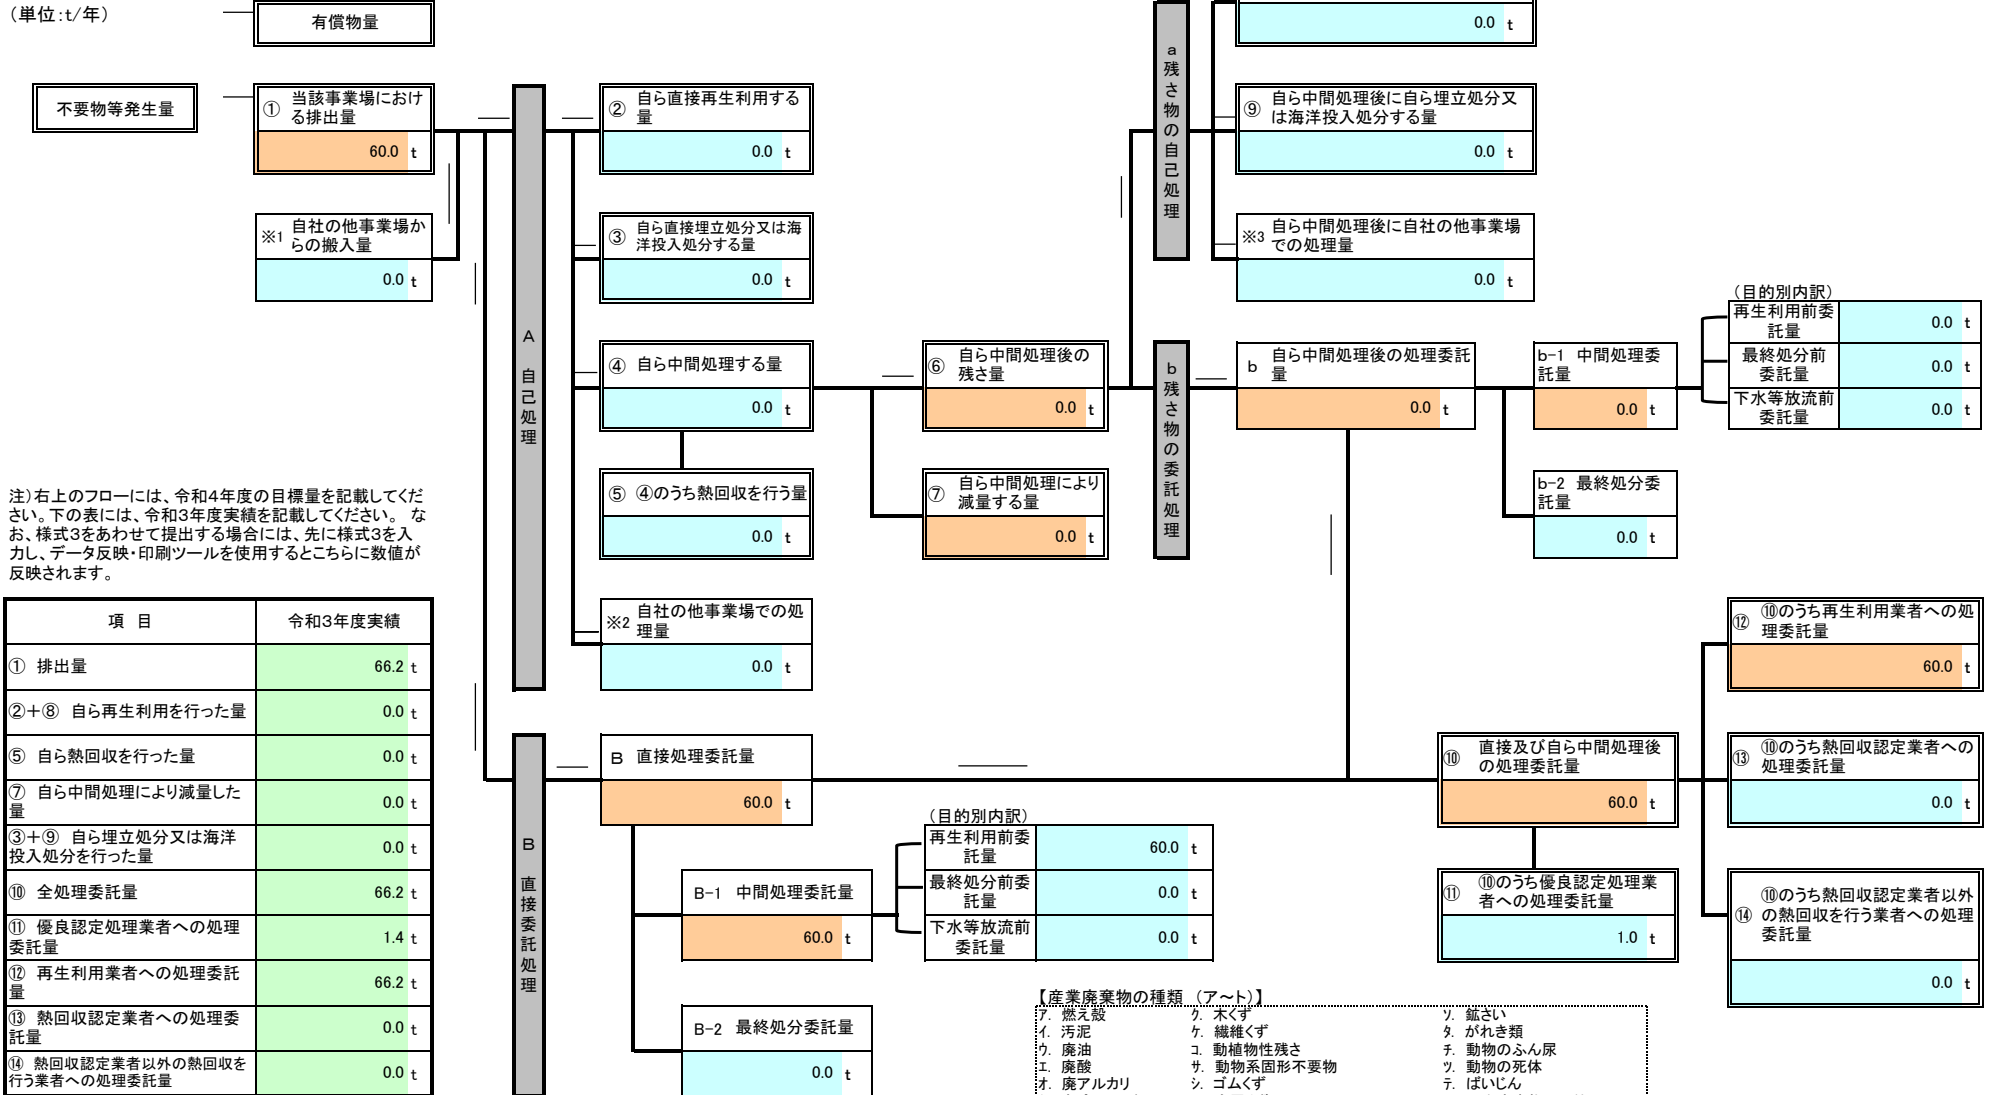 (単位:t/年)
有償物量
不要物等発生量
① 当該事業場におけ
る排出量
60.0 t
※1 自社の他事業場か
らの搬入量
0.0 t
A 自己処理
② 自ら直接再生利用する
量
0.0 t
③ 自ら直接埋立処分又は海
洋投入処分する量
0.0 t
④ 自ら中間処理する量
0.0 t
⑤ ④のうち熱回収を行う量
0.0 t
※2 自社の他事業場での処
理量
0.0 t
⑥ 自ら中間処理後の
残さ量
0.0 t
⑦ 自ら中間処理により
減量する量
0.0 t
a 残さ物の自己処理
0.0 t
⑨ 自ら中間処理後に自ら埋立処分又
は海洋投入処分する量
0.0 t
※3 自ら中間処理後に自社の他事業場
での処理量
0.0 t
b 残さ物の委託処理
b 自ら中間処理後の処理委託
量
0.0 t
b-1 中間処理委
託量
0.0 t
b-2 最終処分委
託量
0.0 t
(目的別内訳)
再生利用前委
託量
0.0 t
最終処分前
委託量
0.0 t
下水等放流前
委託量
0.0 t
注)右上のフローには、令和4年度の目標量を記載してくだ
さい。下の表には、令和3年度実績を記載してください。 な
お、様式3をあわせて提出する場合には、先に様式3を入
力し、データ反映・印刷ツールを使用するとこちらに数値が
反映されます。
項 目 令和3年度実績
① 排出量 66.2 t
②+⑧ 自ら再生利用を行った量 0.0 t
⑤ 自ら熱回収を行った量 0.0 t
⑦ 自ら中間処理により減量した
量 0.0 t
③+⑨ 自ら埋立処分又は海洋
投入処分を行った量 0.0 t
⑩ 全処理委託量 66.2 t
⑪ 優良認定処理業者への処理
委託量 1.4 t
⑫ 再生利用業者への処理委託
量 66.2 t
⑬ 熱回収認定業者への処理委
託量 0.0 t
⑭ 熱回収認定業者以外の熱回収を
行う業者への処理委託量 0.0 t
B 直接委託処理
B 直接処理委託量
60.0 t
B-1 中間処理委託量
60.0 t
B-2 最終処分委託量
0.0 t
(目的別内訳)
再生利用前委
託量
60.0 t
最終処分前委
託量
0.0 t
下水等放流前
委託量
0.0 t
⑩ 直接及び自ら中間処理後
の処理委託量
60.0 t
⑪ ⑩のうち優良認定処理業
者への処理委託量
1.0 t
⑫ ⑩のうち再生利用業者への処
理委託量
60.0 t
⑬ ⑩のうち熱回収認定業者への
処理委託量
0.0 t
⑭ ⑩のうち熱回収認定業者以外
の熱回収を行う業者への処理
委託量
0.0 t
【産業廃棄物の種類 (ア~ト)】
ア. 燃え殻 ク. 木くず ソ. 鉱さい
イ. 汚泥 ケ. 繊維くず タ. がれき類
ウ. 廃油 コ. 動植物性残さ チ. 動物のふん尿
エ. 廃酸 サ. 動物系固形不要物 ツ. 動物の死体
オ. 廃アルカリ シ. ゴムくず テ. ばいじん